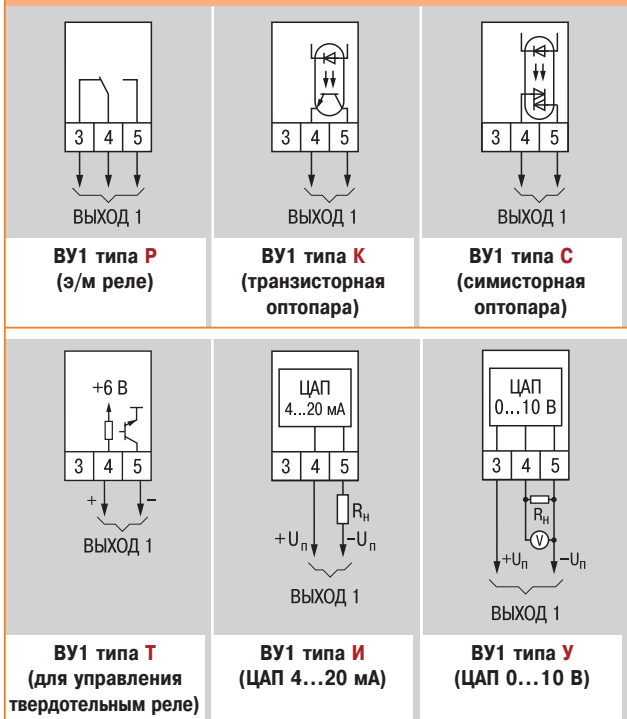 3 4 5
ВЫХОД 1
ВУ1 типа Р
(э/м реле)
3 4 5
ВЫХОД 1
ВУ1 типа К
(транзисторная
оптопара)
3 4 5
ВЫХОД 1
ВУ1 типа С
(симисторная
оптопара)
+6 В
3 4 5
+ −
ВЫХОД 1
ВУ1 типа Т
(для управления
твердотельным реле)
ЦАП
4...20 мА
3 4 5
Rн
+Uп −Uп
ВЫХОД 1
ВУ1 типа И
(ЦАП 4...20 мА)
ЦАП
0...10 В
3 4 5
Rн
V
+Uп −Uп
ВЫХОД 1
ВУ1 типа У
(ЦАП 0...10 В)